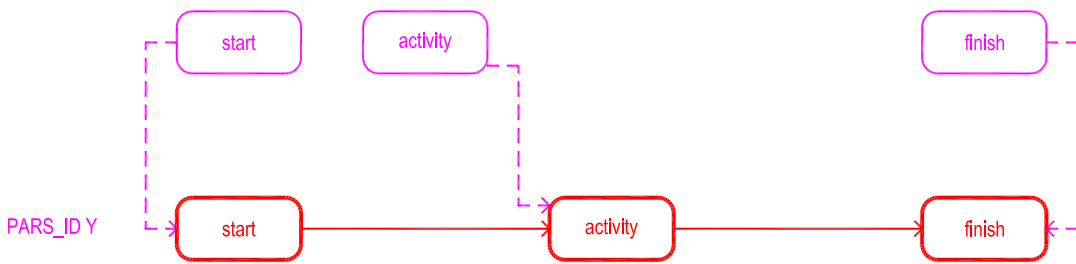 start
activity
finish
PARS_ID Y
start
activity
finish